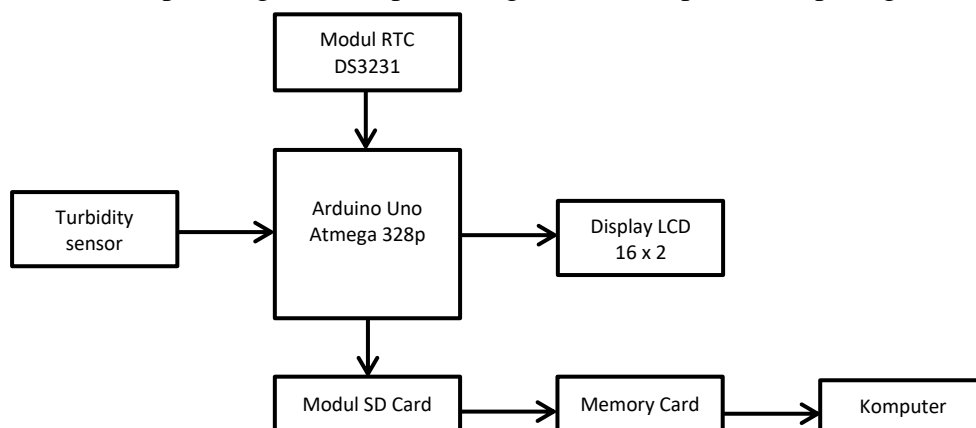 Modul RTC
DS3231
Arduino Uno
Atmega 328p
Turbidity
sensor
Display LCD
16 x 2
Modul SD Card
Memory Card
Komputer